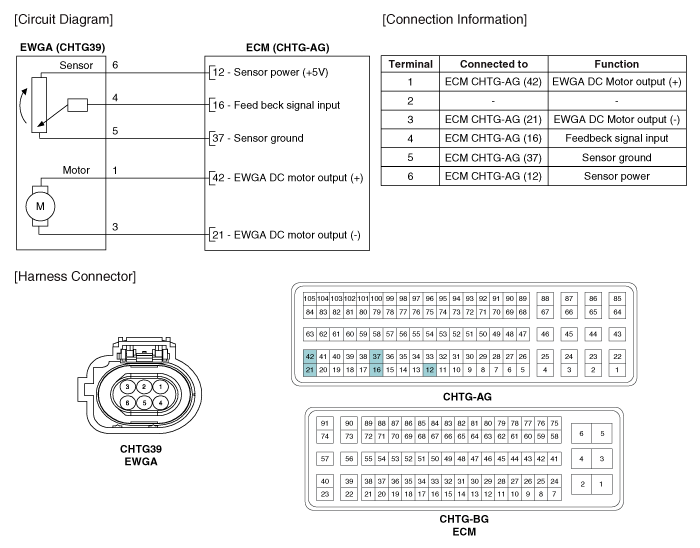 [Circuit Diagram]
[Connection Information]
EWGA (CHTG39) ECM (CHTG-AG)
Sensor 6 12 - Sensor power (+5V)
4 16 - Feed beck signal input
5 37 - Sensor ground
Motor 1 42 - EWGA DC motor output (+)
M
3 21 - EWGA DC motor output (-)
Terminal Connected to Function
1 ECM CHTG-AG (42) EWGA DC Motor output (+)
2 - -
3 ECM CHTG-AG (21) EWGA DC Motor output (-)
4 ECM CHTG-AG (16) Feedbeck signal input
5 ECM CHTG-AG (37) Sensor ground
6 ECM CHTG-AG (12) Sensor power
[Harness Connector]
3 2 1
6 5 4
CHTG39
EWGA
105 104 103 102 101 100 99 98 97 96 95 94 93 92 91 90 89 88 87 86 85
84 83 82 81 80 79 78 77 76 75 74 73 72 71 70 69 68 67 66 65 64
63 62 61 60 59 58 57 56 55 54 53 52 51 50 49 48 47 46 45 44 43
42 41 40 39 38 37 36 35 34 33 32 31 30 29 28 27 26 25 24 23 22
21 20 19 18 17 16 15 14 13 12 11 10 9 8 7 6 5 4 3 2 1
CHTG-AG
91 90 89 88 87 86 85 84 83 82 81 80 79 78 77 76 75
74 73 72 71 70 69 68 67 66 65 64 63 62 61 60 59 58 6 5
57 56 55 54 53 52 51 50 49 48 47 46 45 44 43 42 41 4 3
40 39 38 37 36 35 34 33 32 31 30 29 28 27 26 25 24 2 1
23 22 21 20 19 18 17 16 15 14 13 12 11 10 9 8 7
CHTG-BG
ECM